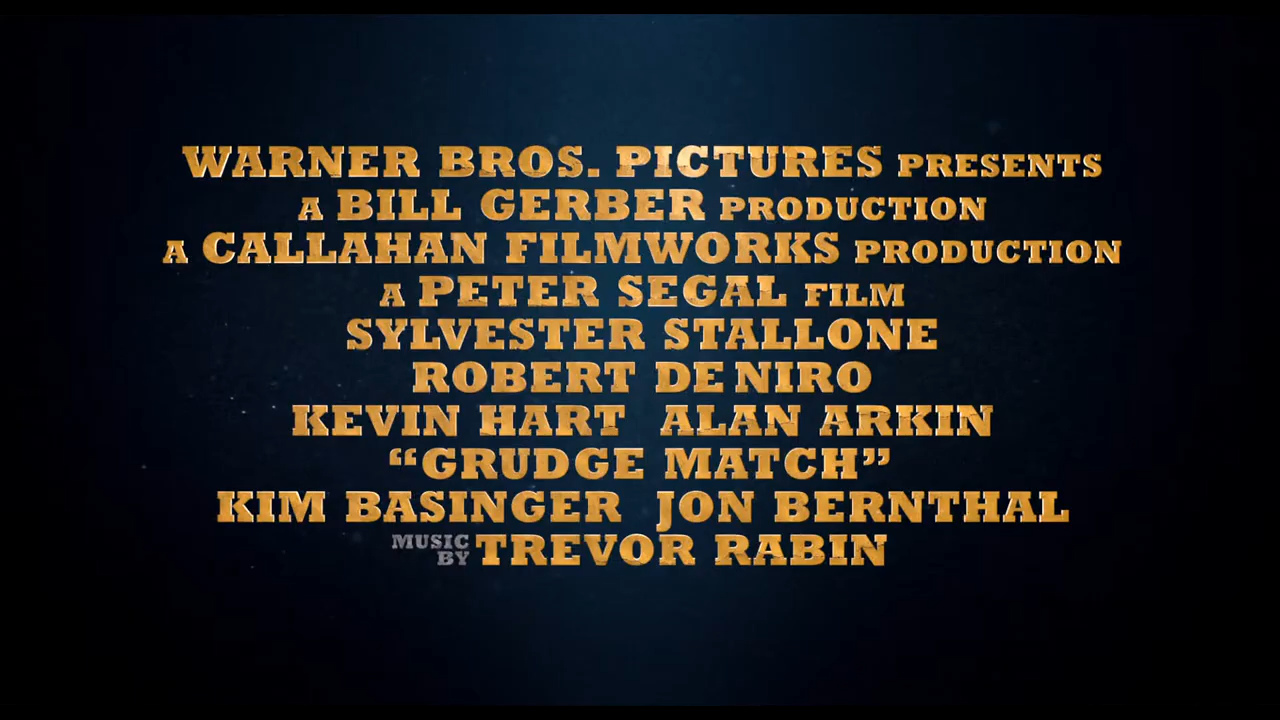 WARNER BROS. PICTURES PRESENTS
A BILL GERBER PRODUCTION
A CALLAHAN FILMWORKS PRODUCTION
A PETER SEGAL FILM
SYLVESTER STALLONE
ROBERT DE NIRO
KEVIN HART ALAN ARKIN
“GRUDGE MATCH”
KIM BASINGER JON BERNTHAL
MUSIC BY TREVOR RABIN